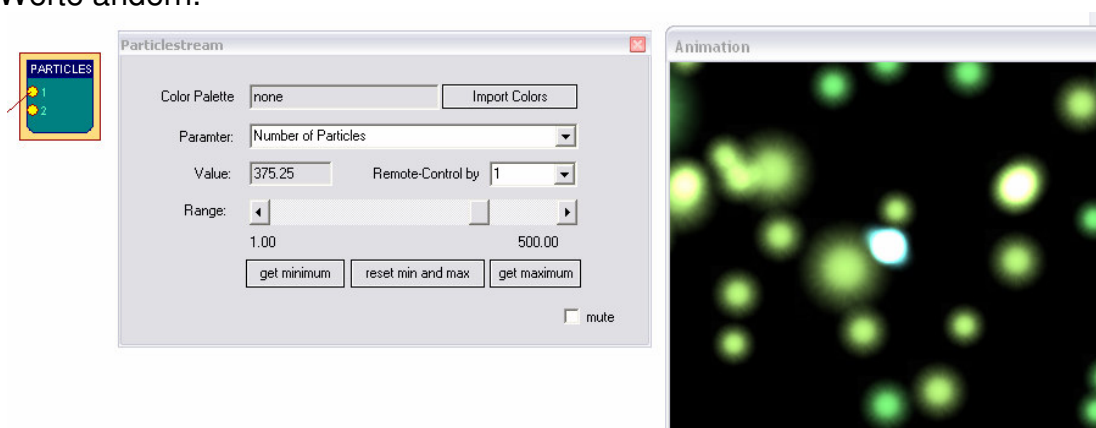 Werte ändern.
Particlestream
Animation
PARTICLES
1
2
Color Palette none Import Colors
Paramter: Number of Particles
Value: 375.25 Remote-Control by 1
Range:
1.00 500.00
get minimum reset min and max get maximum
mute